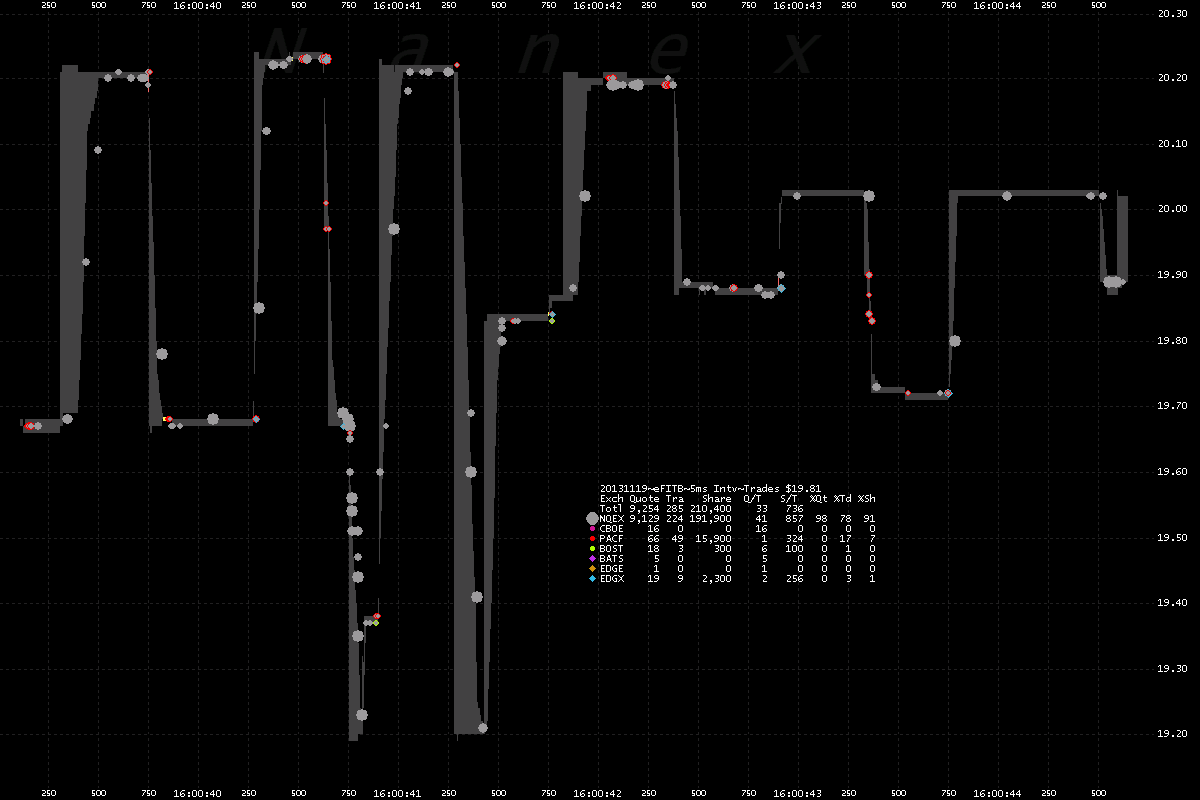 250 500 750 16:00:40 250 500 750 16:00:41 250 500 750 16:00:42 250 500 750 16:00:43 250 500 750 16:00:44 250 500
20.30
Nanex
20.20
20.10
20.00
19.90
19.80
19.70
19.60
20131119~eFITB~5ms Intv~Trades $19.81
Exch Quote Tra Share Q/T S/T %Qt %Td %Sh
Totl 9,254 285 210,400 33 736
NQEX 9,129 224 191,900 41 857 98 78 91
19.50
CBOE 16 0 0 16 0 0 0 0
PACF 66 49 15,900 1 324 0 17 7
BOST 18 3 300 6 100 0 1 0
BATS 5 0 0 5 0 0 0 0
EDGE 1 0 0 1 0 0 0 0
EDGX 19 9 2,300 2 256 0 3 1
19.40
19.30
19.20
250 500 750 16:00:40 250 500 750 16:00:41 250 500 750 16:00:42 250 500 750 16:00:43 250 500 750 16:00:44 250 500